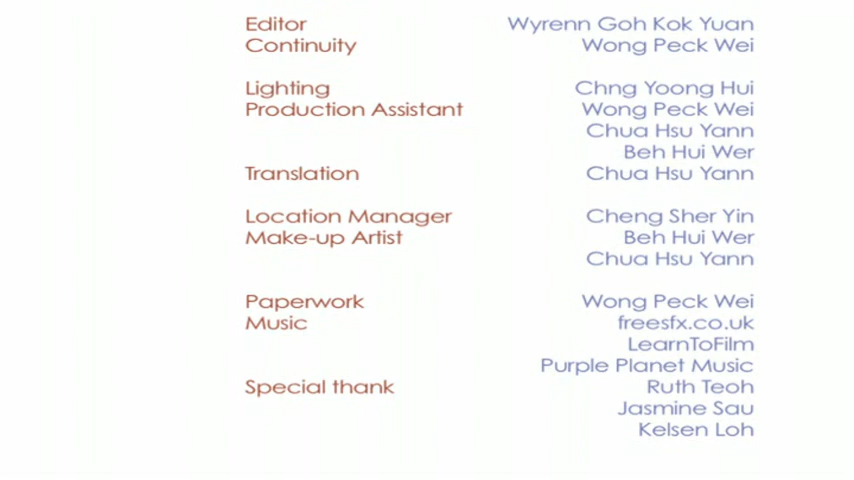 Editor Wyrenn Goh Kok Yuan
Continuity Wong Peck Wei
Lighting Chng Yoong Hui
Production Assistant Wong Peck Wei
Chua Hsu Yann
Beh Hui Wer
Translation Chua Hsu Yann
Location Manager Cheng Sher Yin
Make-up Artist Beh Hui Wer
Chua Hsu Yann
Paperwork Wong Peck Wei
Music freesfx.co.uk
LearnToFilm
Purple Planet Music
Special thank Ruth Teoh
Jasmine Sau
Kelsen Loh